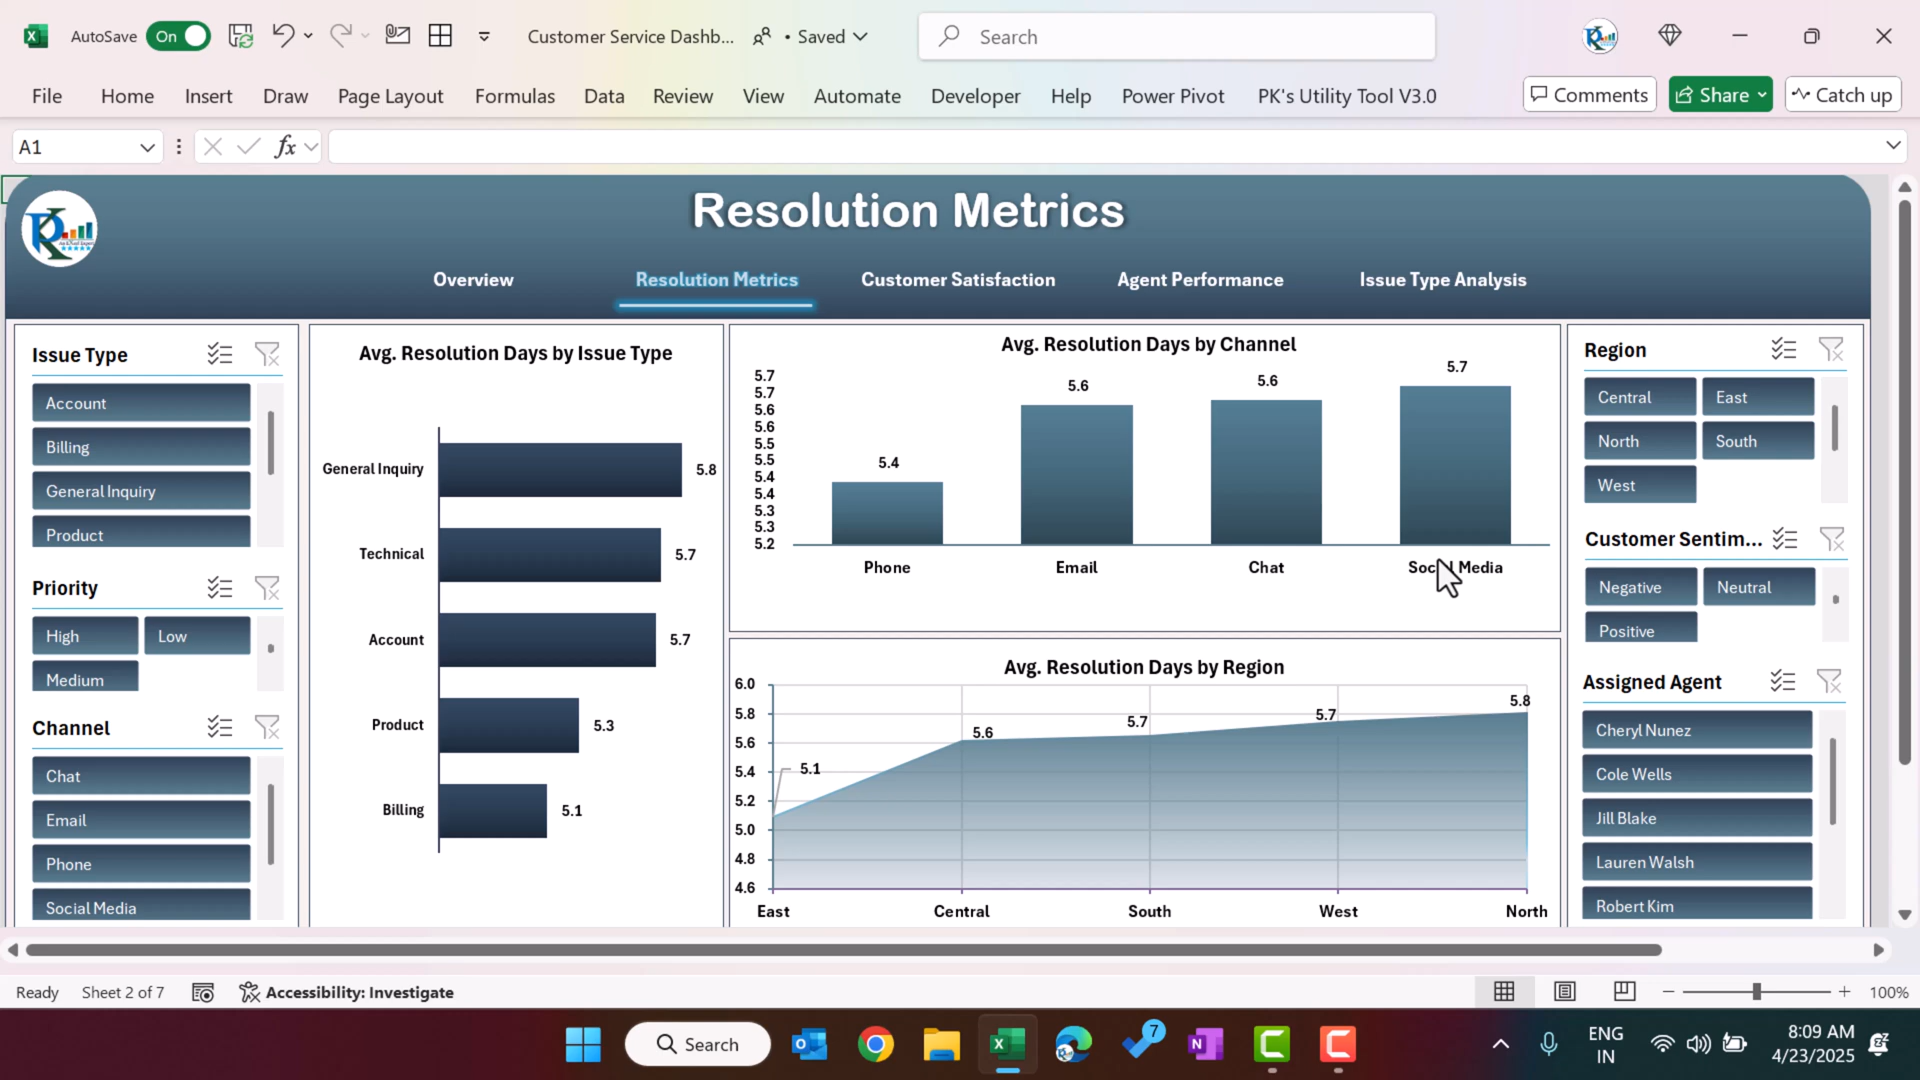 AutoSave On Customer Service Dashb... • Saved Search
File Home Insert Draw Page Layout Formulas Data Review View Automate Developer Help Power Pivot PK's Utility Tool V3.0 Comments Share Catch up
A1 fx
Resolution Metrics
Overview Resolution Metrics Customer Satisfaction Agent Performance Issue Type Analysis
Issue Type
Account
Billing
General Inquiry
Product
Priority
High Low
Medium
Channel
Chat
Email
Phone
Social Media
Avg. Resolution Days by Issue Type
General Inquiry 5.8
Technical 5.7
Account 5.7
Product 5.3
Billing 5.1
Avg. Resolution Days by Channel
5.7
5.7
5.6
5.6
5.5
5.5
5.4
5.4
5.3
5.3
5.2
5.4 5.6 5.6 5.7
Phone Email Chat Social Media
Avg. Resolution Days by Region
6.0
5.8
5.6
5.4
5.2
5.0
4.8
4.6
5.1 5.6 5.7 5.7 5.8
East Central South West North
Region
Central East
North South
West
Customer Sentim...
Negative Neutral
Positive
Assigned Agent
Cheryl Nunez
Cole Wells
Jill Blake
Lauren Walsh
Robert Kim
Ready Sheet 2 of 7 Accessibility: Investigate 100%
Search 7 ENG 8:09 AM
IN 4/23/2025